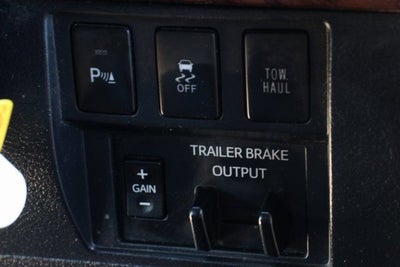 P
OFF
TOW
HAUL
TRAILER BRAKE
OUTPUT
+
GAIN
-